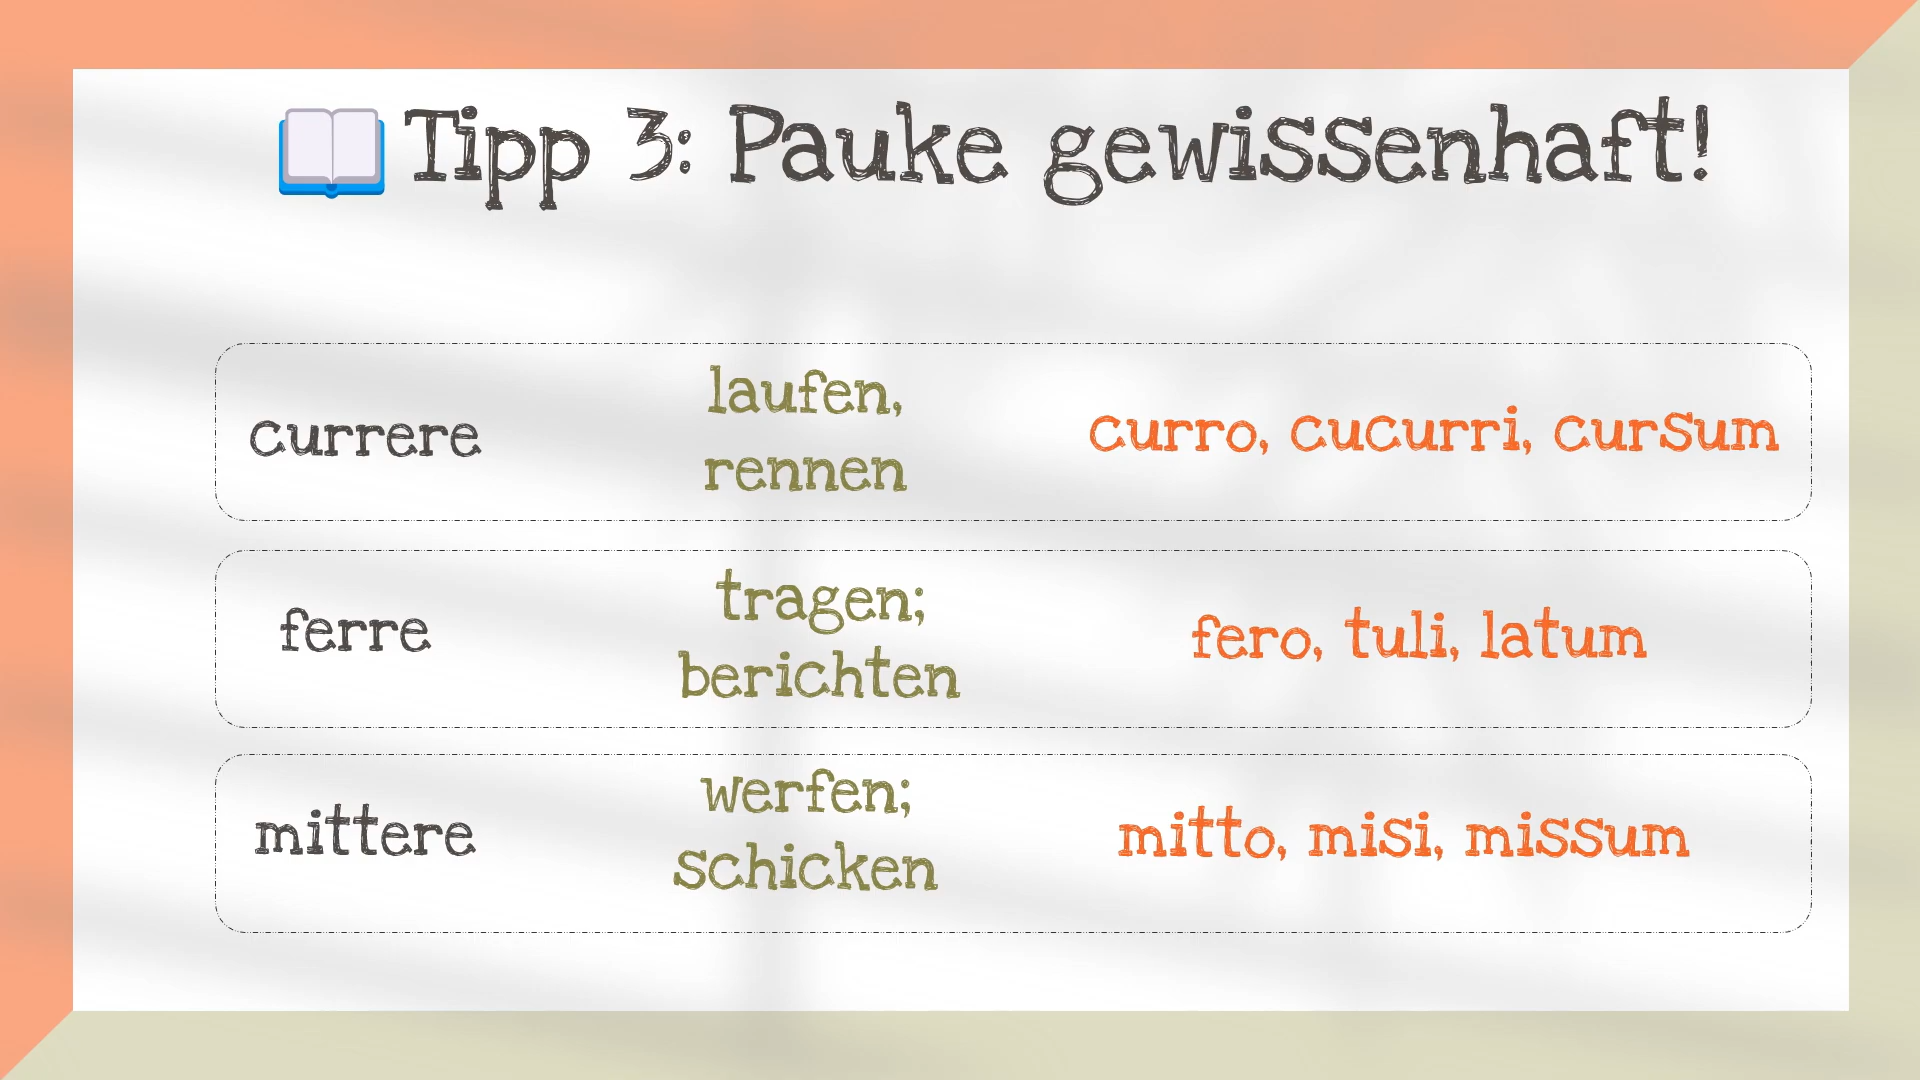 Tipp 3: Pauke gewissenhaft!
currere
laufen,
rennen
curro, cucurri, cursum
ferre
tragen;
berichten
fero, tuli, latum
mittere
werfen;
schicken
mitto, misi, missum